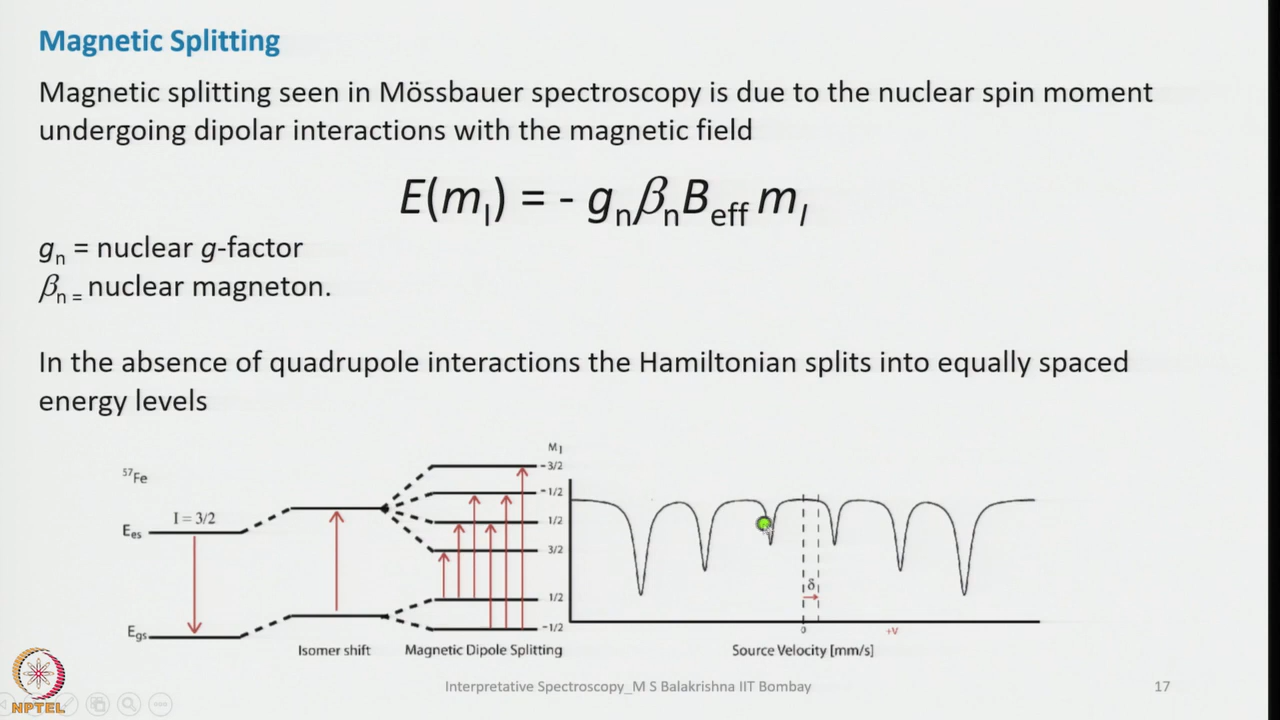 Magnetic Splitting
Magnetic splitting seen in Mössbauer spectroscopy is due to the nuclear spin moment
undergoing dipolar interactions with the magnetic field
E(mI) = - gnβnBeff mI
gn = nuclear g-factor
βn = nuclear magneton.
In the absence of quadrupole interactions the Hamiltonian splits into equally spaced
energy levels
57Fe
MI
I = 3/2
Ees
Egs
-3/2
-1/2
1/2
3/2
1/2
-1/2
Isomer shift
Magnetic Dipole Splitting
δ
0
+V
Source Velocity [mm/s]
Interpretative Spectroscopy_M S Balakrishna IIT Bombay
17
NPTEL